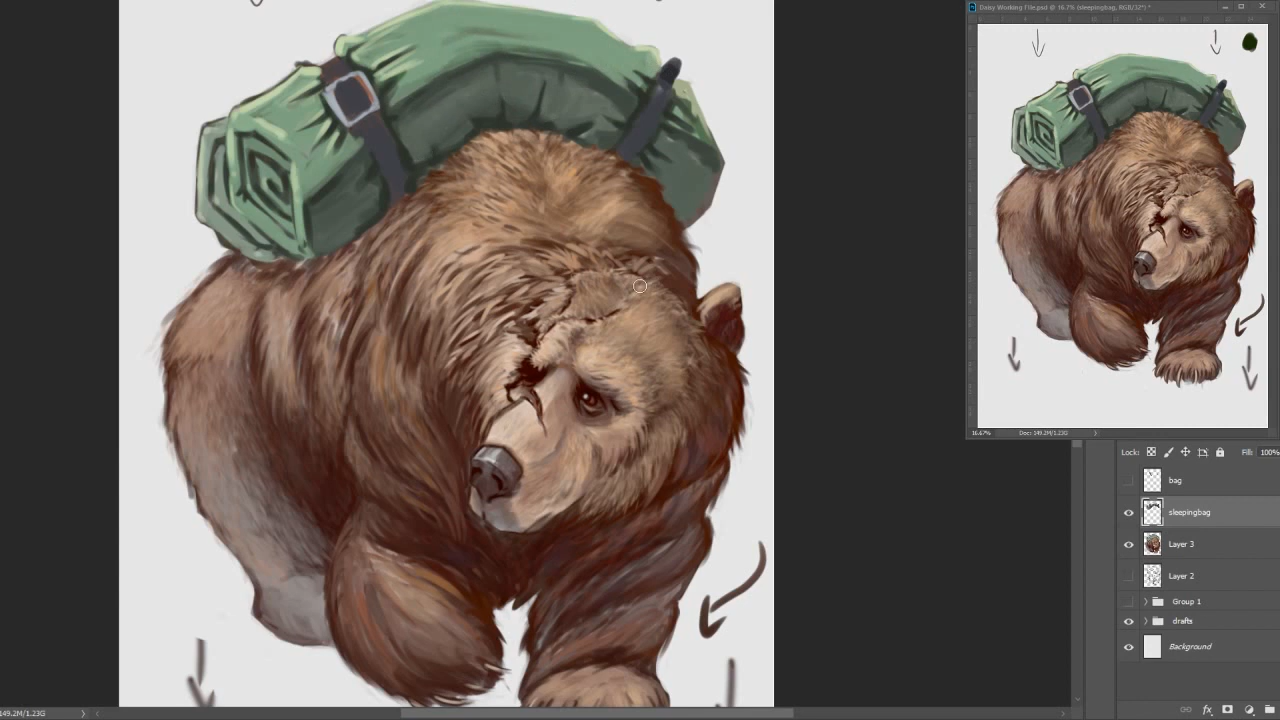 Daisy Working File.psd @ 16.7% (sleepingbag, RGB/32*) *
16.67%
Doc: 149.2M/1.23G
Lock:
Fill:
100%
bag
sleepingbag
Layer 3
Layer 2
Group 1
drafts
Background
fx
149.2M/1.23G